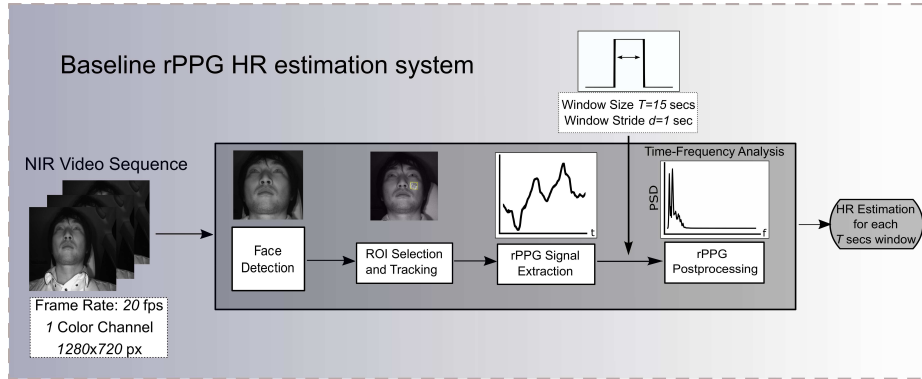 Baseline rPPG HR estimation system
Window Size T=15 secs
Window Stride d=1 sec
NIR Video Sequence
Frame Rate: 20 fps
1 Color Channel
1280x720 px
Face
Detection
ROI Selection
and Tracking
t
rPPG Signal
Extraction
Time-Frequency Analysis
PSD
f
rPPG
Postprocessing
HR Estimation
for each
T secs window